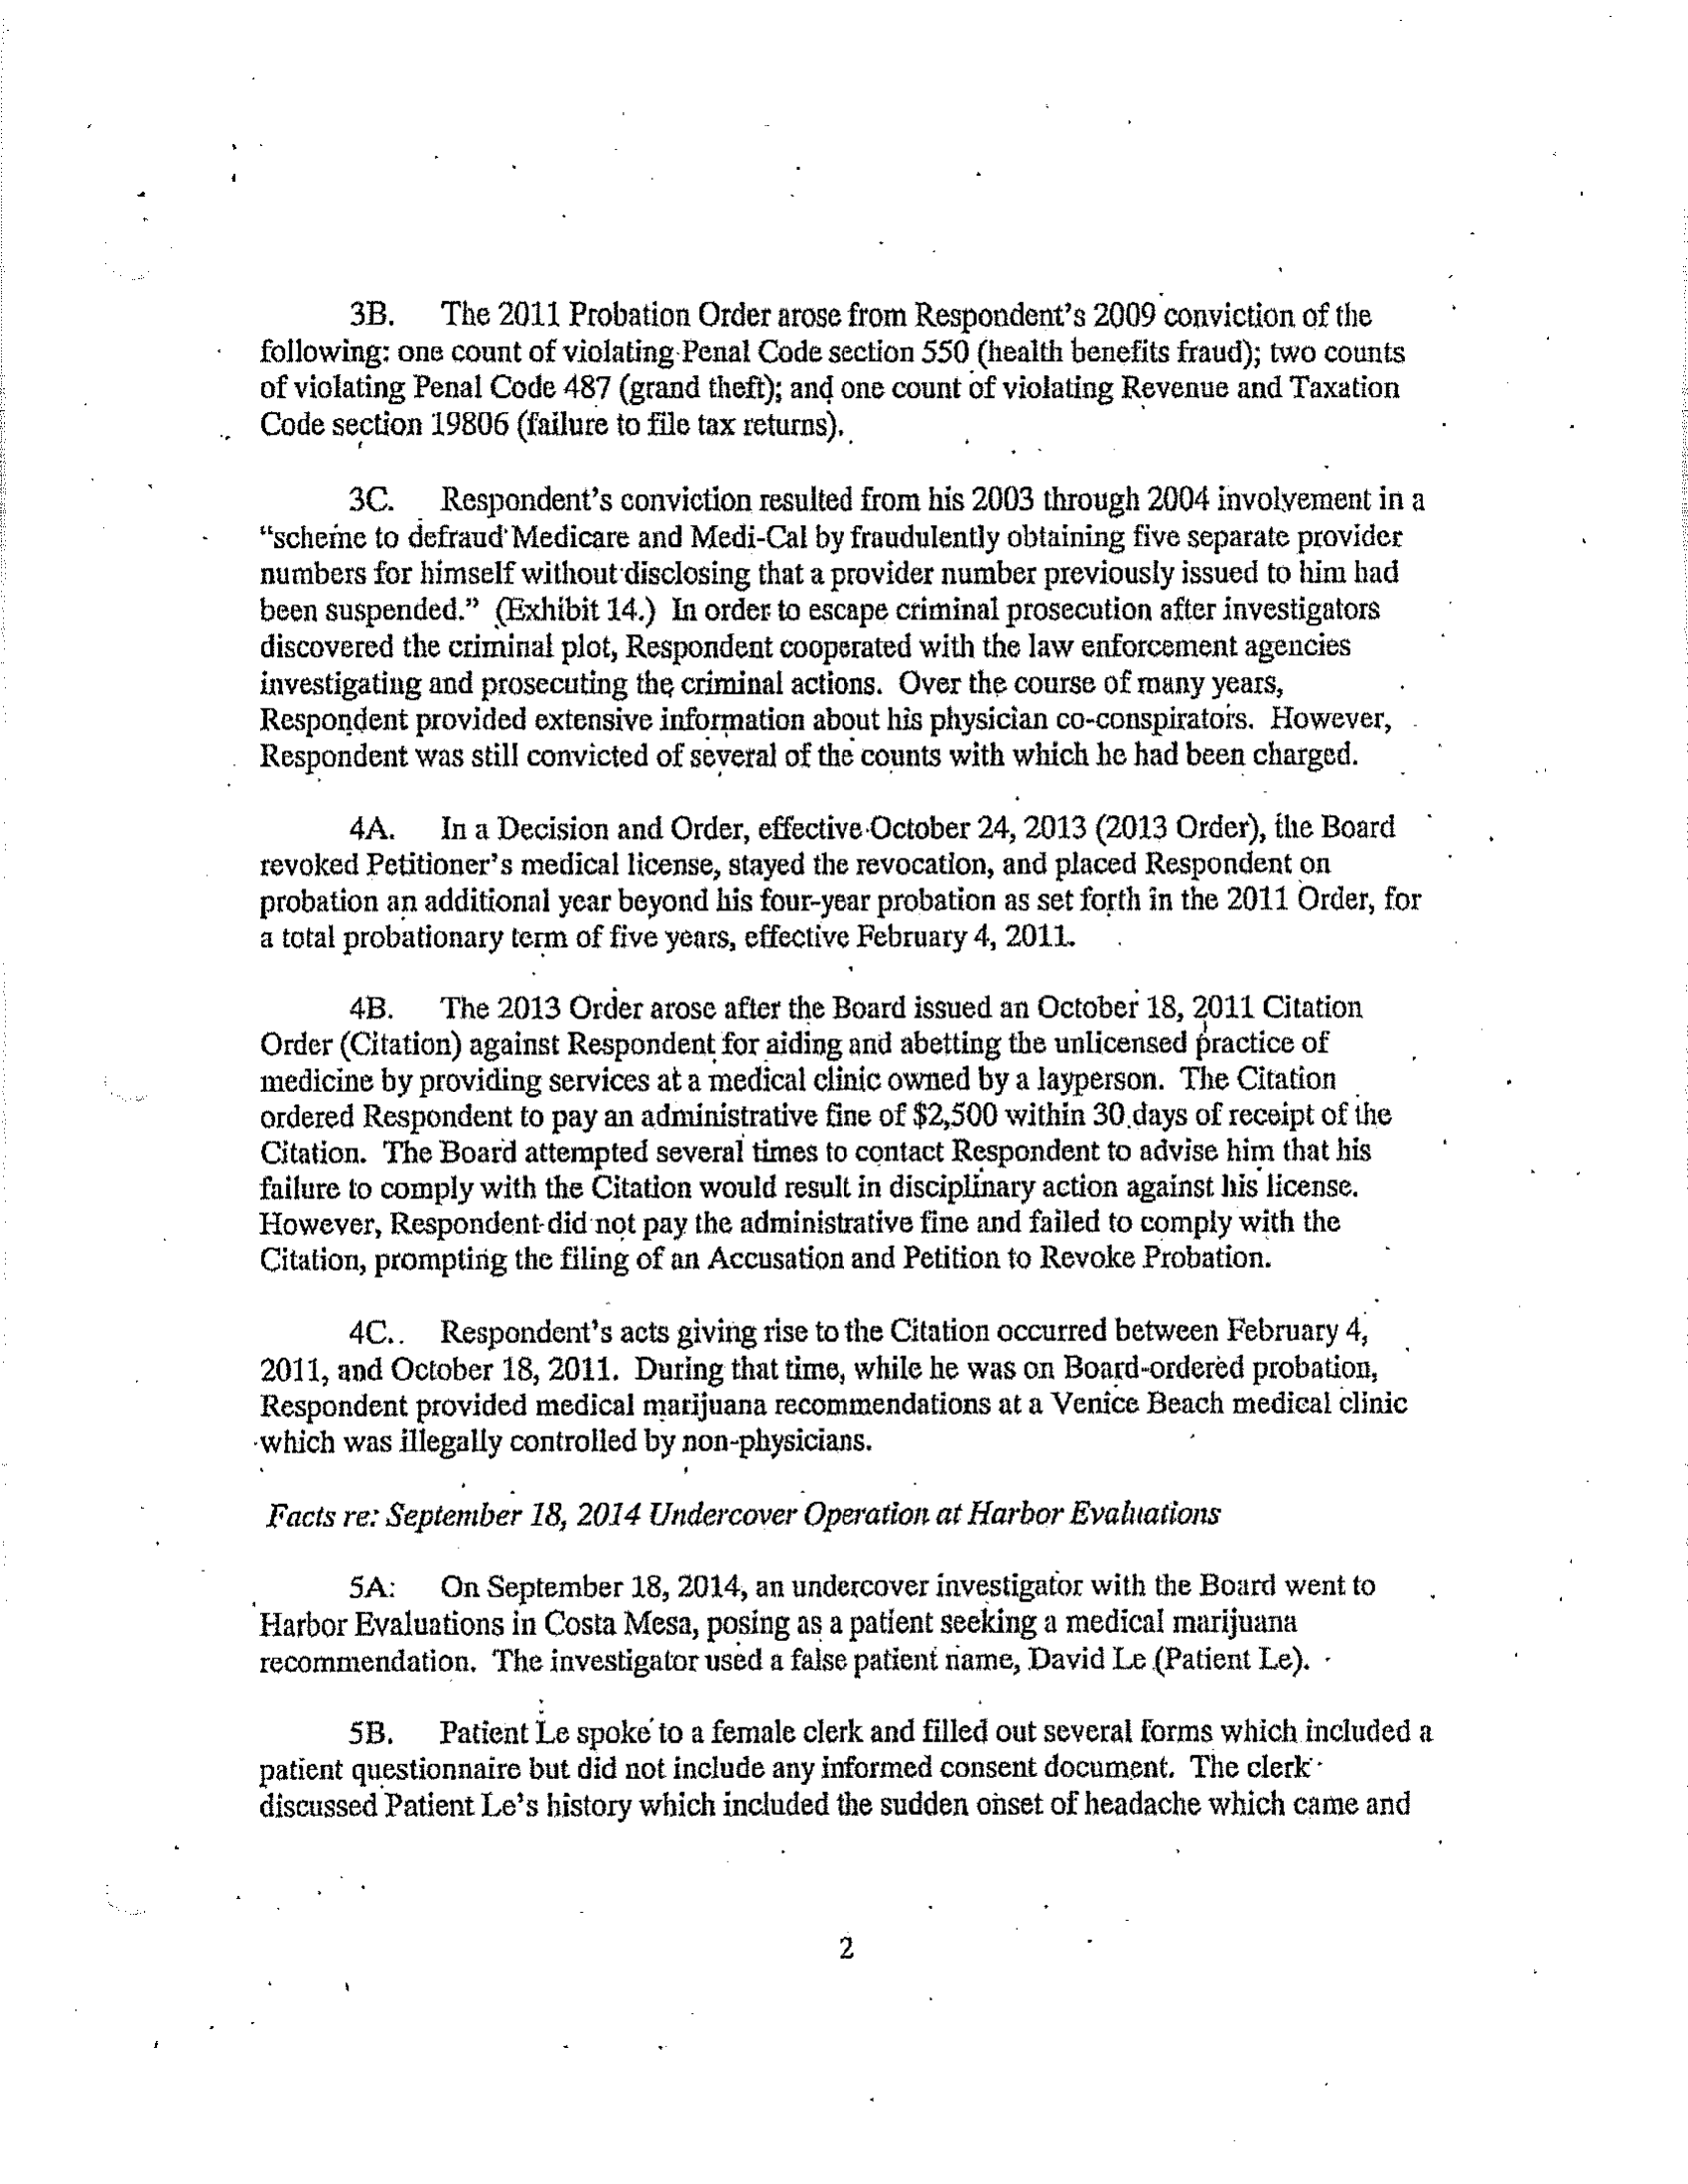 3B. The 2011 Probation Order arose from Respondent's 2009 conviction of the
following: one count of violating Penal Code section 550 (health benefits fraud); two counts
of violating Penal Code 487 (grand theft); and one count of violating Revenue and Taxation
Code section 19806 (failure to file tax returns).
3C. Respondent's conviction resulted from his 2003 through 2004 involvement in a
"scheme to defraud Medicare and Medi-Cal by fraudulently obtaining five separate provider
numbers for himself without disclosing that a provider number previously issued to him had
been suspended." (Exhibit 14.) In order to escape criminal prosecution after investigators
discovered the criminal plot, Respondent cooperated with the law enforcement agencies
investigating and prosecuting the criminal actions. Over the course of many years,
Respondent provided extensive information about his physician co-conspirators. However,
Respondent was still convicted of several of the counts with which he had been charged.
4A. In a Decision and Order, effective October 24, 2013 (2013 Order), the Board
revoked Petitioner's medical license, stayed the revocation, and placed Respondent on
probation an additional year beyond his four-year probation as set forth in the 2011 Order, for
a total probationary term of five years, effective February 4, 2011.
4B. The 2013 Order arose after the Board issued an October 18, 2011 Citation
Order (Citation) against Respondent for aiding and abetting the unlicensed practice of
medicine by providing services at a medical clinic owned by a layperson. The Citation
ordered Respondent to pay an administrative fine of $2,500 within 30 days of receipt of the
Citation. The Board attempted several times to contact Respondent to advise him that his
failure to comply with the Citation would result in disciplinary action against his license.
However, Respondent did not pay the administrative fine and failed to comply with the
Citation, prompting the filing of an Accusation and Petition to Revoke Probation.
4C.. Respondent's acts giving rise to the Citation occurred between February 4,
2011, and October 18, 2011. During that time, while he was on Board-ordered probation,
Respondent provided medical marijuana recommendations at a Venice Beach medical clinic
which was illegally controlled by non-physicians.
Facts re: September 18, 2014 Undercover Operation at Harbor Evaluations
5A: On September 18, 2014, an undercover investigator with the Board went to
Harbor Evaluations in Costa Mesa, posing as a patient seeking a medical marijuana
recommendation. The investigator used a false patient name, David Le (Patient Le).
5B. Patient Le spoke to a female clerk and filled out several forms which included a
patient questionnaire but did not include any informed consent document. The clerk
discussed Patient Le's history which included the sudden onset of headache which came and
2